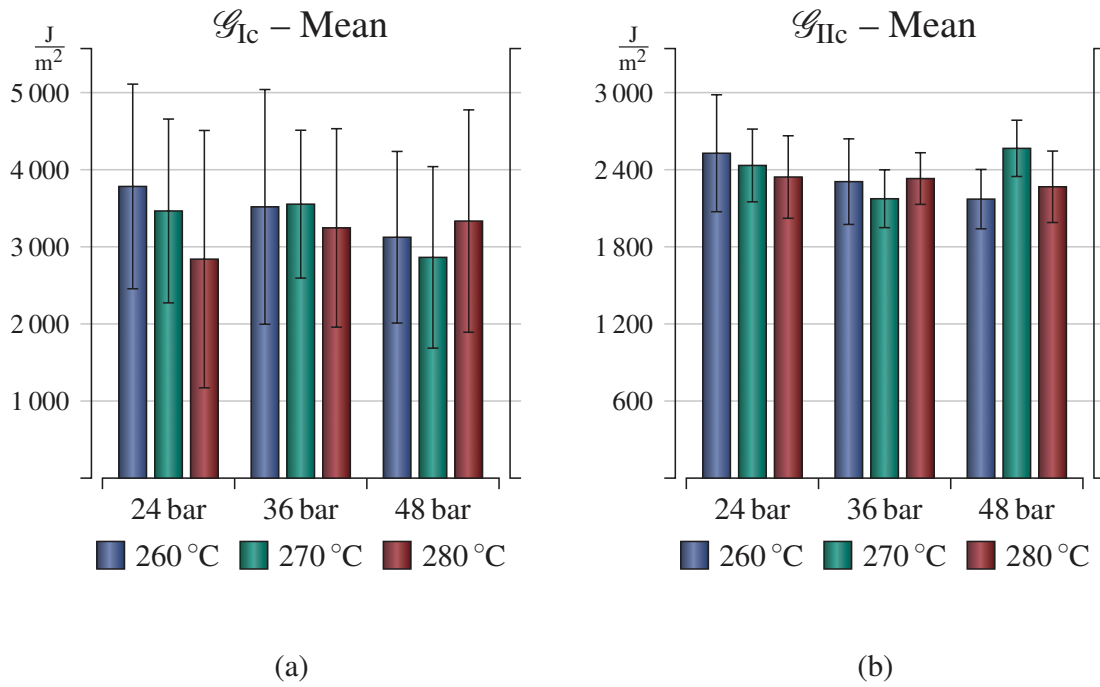 𝒢Ic – Mean
J
m²
5 000
4 000
3 000
2 000
1 000
24 bar 36 bar 48 bar
260 °C 270 °C 280 °C
(a)
𝒢IIc – Mean
J
m²
3 000
2 400
1 800
1 200
600
24 bar 36 bar 48 bar
260 °C 270 °C 280 °C
(b)